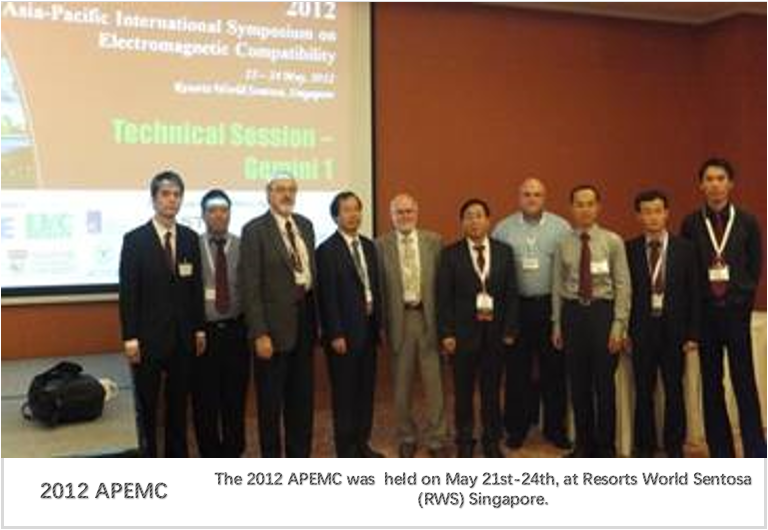 2012
Asia-Pacific International Symposium on
Electromagnetic Compatibility
21 – 24 May, 2012
Resorts World Sentosa, Singapore
Technical Session –
Gemini 1
2012 APEMC
The 2012 APEMC was held on May 21st-24th, at Resorts World Sentosa
(RWS) Singapore.